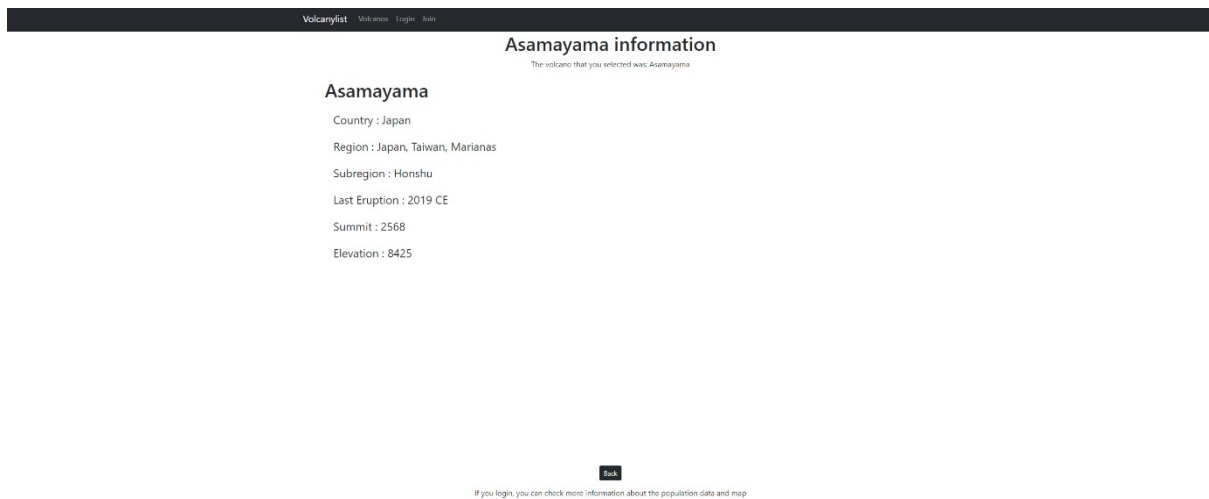 Volcanylist Volcanos Login Join
Asamayama information
The volcano that you selected was: Asamayama
Asamayama
Country : Japan
Region : Japan, Taiwan, Marianas
Subregion : Honshu
Last Eruption : 2019 CE
Summit : 2568
Elevation : 8425
Back
If you login, you can check more information about the population data and map